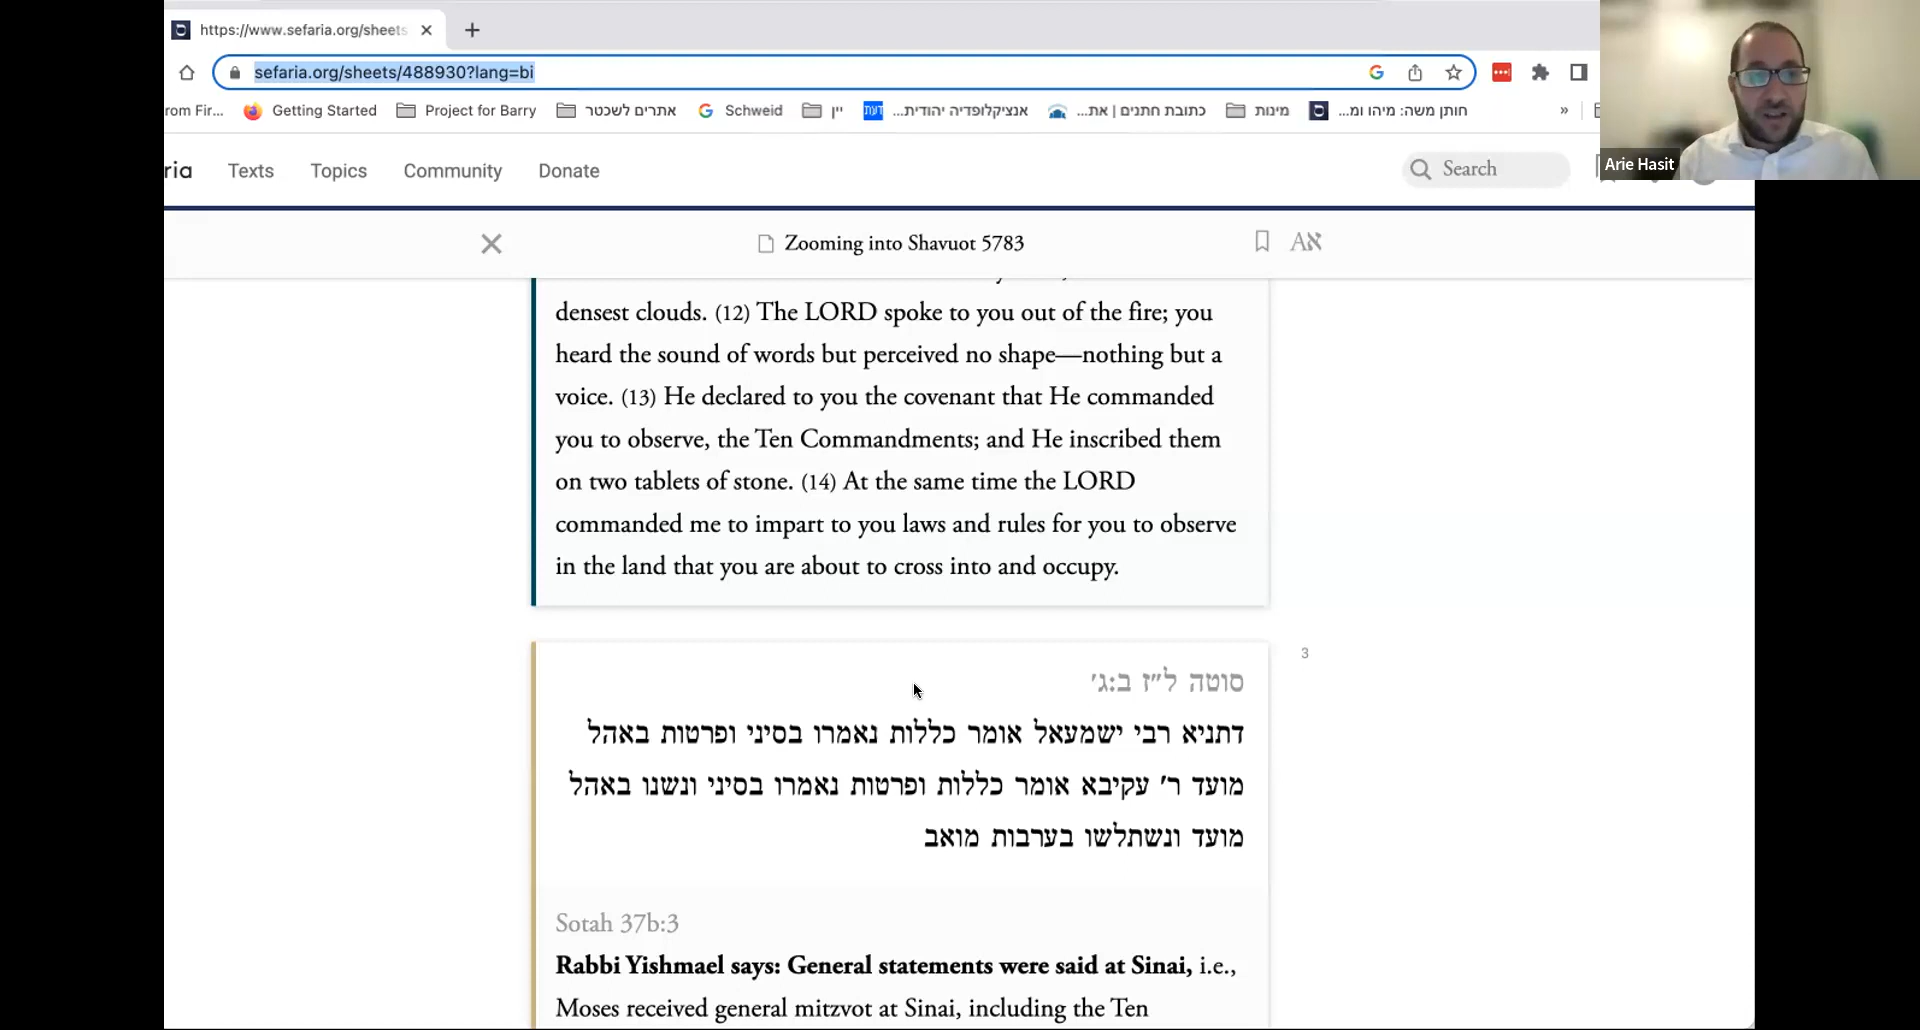 https://www.sefaria.org/sheets
sefaria.org/sheets/488930?lang=bi
rom Fir... Getting Started Project for Barry אתרים לשכטר Schweid יין דעת אנציקלופדיה יהודית... כתובת חתנים | את... מינות חותן משה: מיהו ומ... »
Arie Hasit
ria Texts Topics Community Donate Search
Zooming into Shavuot 5783 Aא
densest clouds. (12) The LORD spoke to you out of the fire; you
heard the sound of words but perceived no shape—nothing but a
voice. (13) He declared to you the covenant that He commanded
you to observe, the Ten Commandments; and He inscribed them
on two tablets of stone. (14) At the same time the LORD
commanded me to impart to you laws and rules for you to observe
in the land that you are about to cross into and occupy.
3
סוטה ל״ז ב:ג׳
דתניא רבי ישמעאל אומר כללות נאמרו בסיני ופרטות באהל
מועד ר׳ עקיבא אומר כללות ופרטות נאמרו בסיני ונשנו באהל
מועד ונשתלשו בערבות מואב
Sotah 37b:3
Rabbi Yishmael says: General statements were said at Sinai, i.e.,
Moses received general mitzvot at Sinai, including the Ten